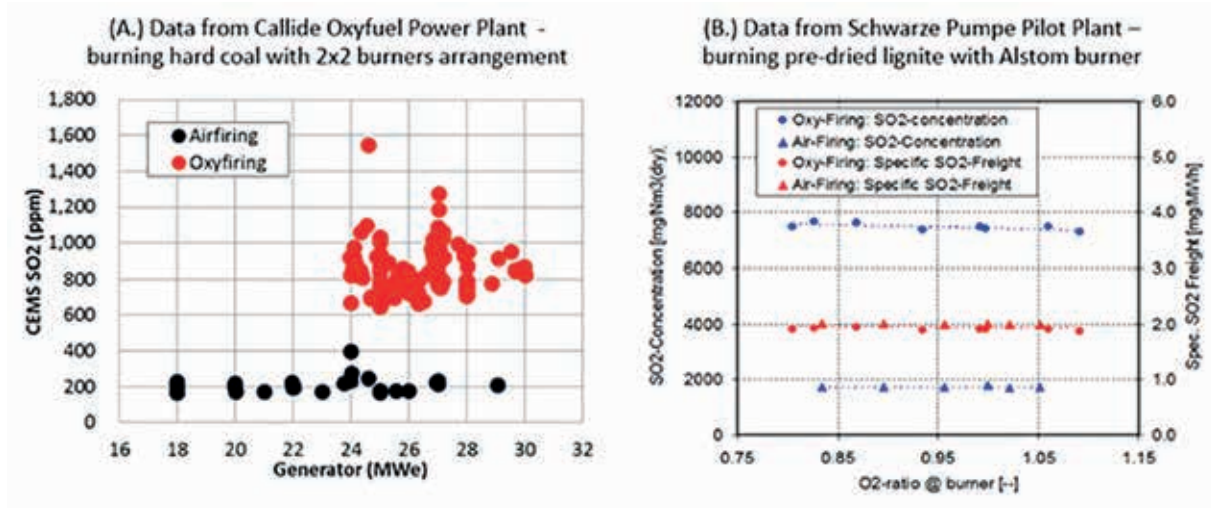 (A.) Data from Callide Oxyfuel Power Plant -
burning hard coal with 2x2 burners arrangement
1,800
1,600
1,400
1,200
1,000
800
600
400
200
0
CEMS SO2 (ppm)
Airfiring
Oxyfiring
16 18 20 22 24 26 28 30 32
Generator (MWe)
(B.) Data from Schwarze Pumpe Pilot Plant –
burning pre-dried lignite with Alstom burner
12000
10000
8000
6000
4000
2000
0
SO2-Concentration [mg/Nm3(dry)]
Oxy-Firing: SO2-concentration
Air-Firing: SO2-Concentration
Oxy-Firing: Specific SO2-Freight
Air-Firing: Specific SO2-Freight
6.0
5.0
4.0
3.0
2.0
1.0
0.0
Spec. SO2 Freight [mg/MWh]
0.75 0.85 0.95 1.05 1.15
O2-ratio @ burner [--]